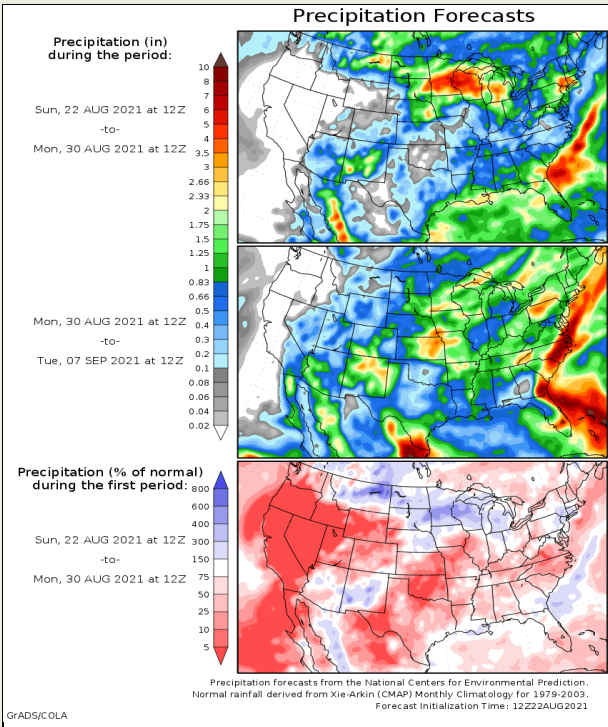 Precipitation Forecasts
Precipitation (in)
during the period:
Sun, 22 AUG 2021 at 12Z
-to-
Mon, 30 AUG 2021 at 12Z
Mon, 30 AUG 2021 at 12Z
-to-
Tue, 07 SEP 2021 at 12Z
10
8
7
6
5
4
3.5
3
2.66
2.33
2
1.75
1.5
1.25
1
0.83
0.66
0.5
0.4
0.3
0.2
0.1
0.08
0.06
0.04
0.02
Precipitation (% of normal)
during the first period:
Sun, 22 AUG 2021 at 12Z
-to-
Mon, 30 AUG 2021 at 12Z
800
600
400
300
150
75
50
25
10
5
Precipitation forecasts from the National Centers for Environmental Prediction.
Normal rainfall derived from Xie-Arkin (CMAP) Monthly Climatology for 1979-2003.
Forecast Initialization Time: 12Z22AUG2021
GrADS/COLA